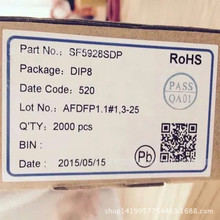 Part No.: SF5928SDP
RoHS
Package: DIP8
Date Code: 520
PASS
QA01
Lot No.: AFDFP1.1#1,3-25
Q'TY: 2000 pcs
BIN :
Pb
Date: 2015/05/15